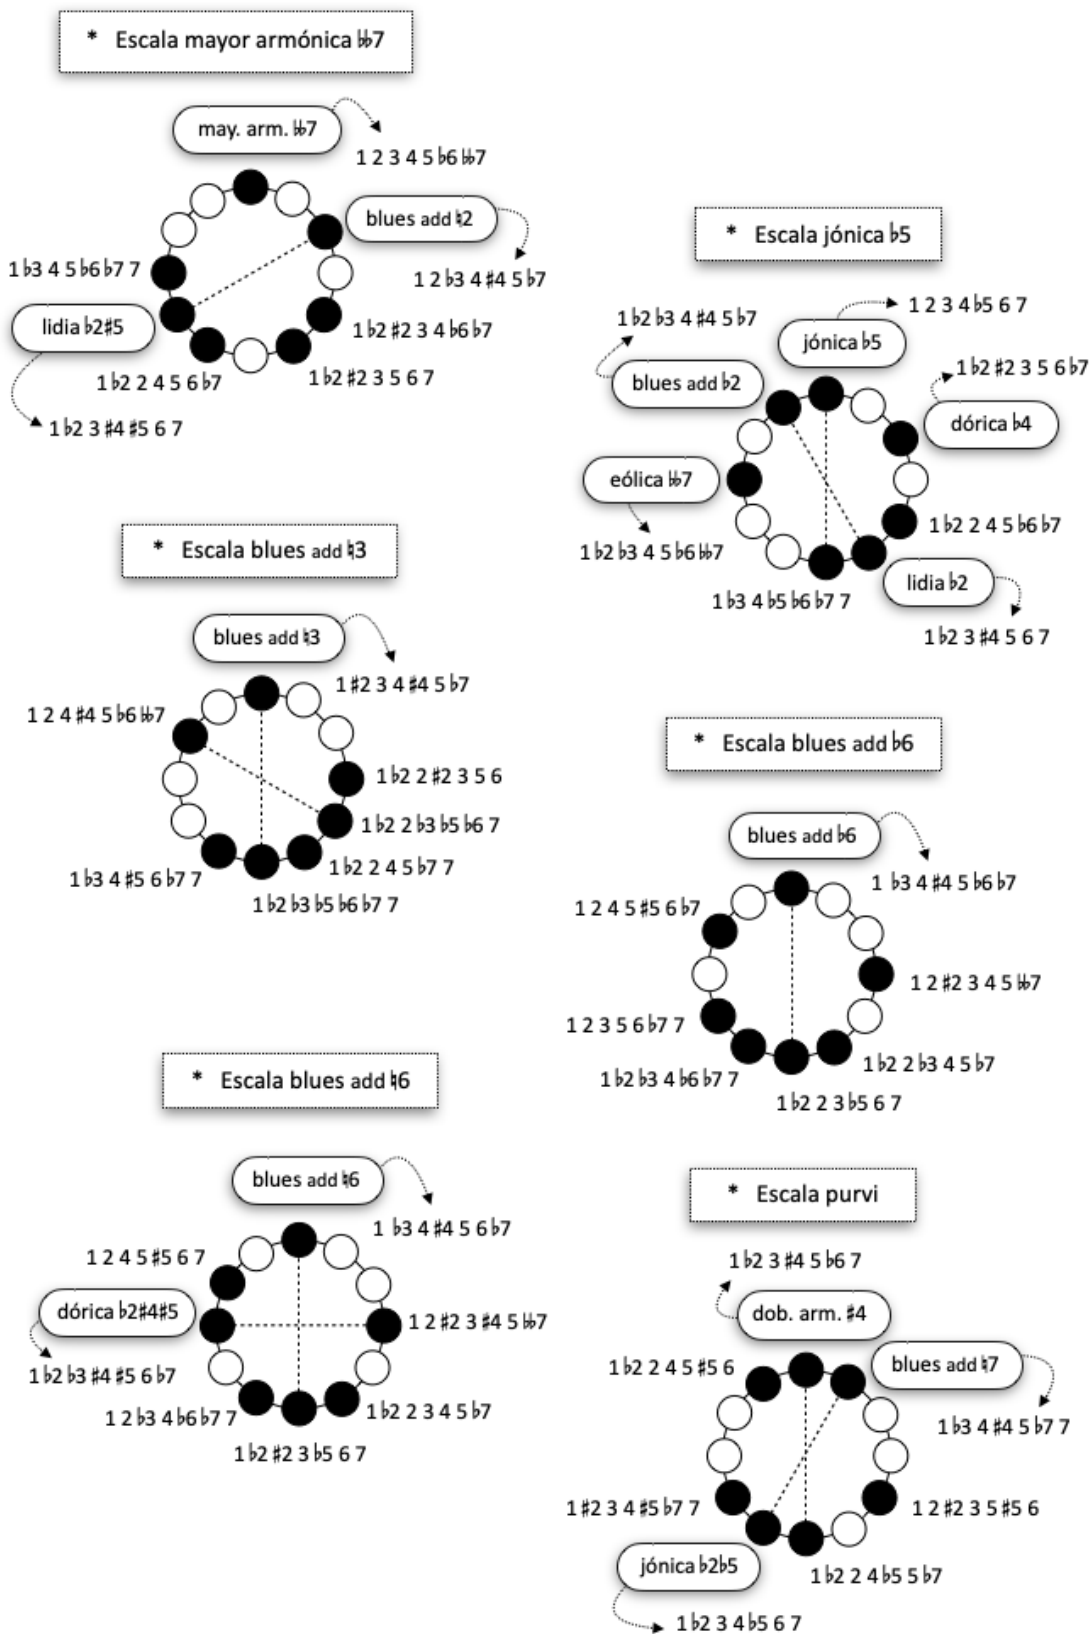 * Escala mayor armónica 𝄫7
may. arm. 𝄫7
1 2 3 4 5 ♭6 𝄫7
blues add ♮2
1 2 ♭3 4 ♯4 5 ♭7
1 ♭3 4 5 ♭6 ♭7 7
lidia ♭2♯5
1 ♭2 ♯2 3 4 ♭6 ♭7
1 ♭2 2 4 5 6 ♭7
1 ♭2 ♯2 3 5 6 7
1 ♭2 3 ♯4 ♯5 6 7
* Escala jónica ♭5
1 2 3 4 ♭5 6 7
1 ♭2 ♭3 4 ♯4 5 ♭7
jónica ♭5
1 ♭2 ♯2 3 5 6 ♭7
blues add ♭2
dórica ♭4
eólica 𝄫7
1 ♭2 2 4 5 ♭6 ♭7
1 ♭2 ♭3 4 5 ♭6 𝄫7
lidia ♭2
1 ♭3 4 ♭5 ♭6 ♭7 7
1 ♭2 3 ♯4 5 6 7
* Escala blues add ♮3
blues add ♮3
1 ♯2 3 4 ♯4 5 ♭7
1 2 4 ♯4 5 ♭6 𝄫7
1 ♭2 2 ♯2 3 5 6
1 ♭2 2 ♭3 ♭5 ♭6 7
1 ♭2 2 4 5 ♭7 7
1 ♭3 4 ♯5 6 ♭7 7
1 ♭2 ♭3 ♭5 ♭6 ♭7 7
* Escala blues add ♭6
blues add ♭6
1 ♭3 4 ♯4 5 ♭6 ♭7
1 2 4 5 ♯5 6 ♭7
1 2 ♯2 3 4 5 𝄫7
1 2 3 5 6 ♭7 7
1 ♭2 2 ♭3 4 5 ♭7
1 ♭2 ♭3 4 ♭6 ♭7 7
1 ♭2 2 3 ♭5 6 7
* Escala blues add ♮6
blues add ♮6
1 ♭3 4 ♯4 5 6 ♭7
1 2 4 5 ♯5 6 7
dórica ♭2♯4♯5
1 2 ♯2 3 ♯4 5 𝄫7
1 ♭2 ♭3 ♯4 ♯5 6 ♭7
1 2 ♭3 4 ♭6 ♭7 7
1 ♭2 2 3 4 5 ♭7
1 ♭2 ♯2 3 ♭5 6 7
* Escala purvi
1 ♭2 3 ♯4 5 ♭6 7
dob. arm. ♯4
1 ♭2 2 4 5 ♯5 6
blues add ♮7
1 ♭3 4 ♯4 5 ♭7 7
1 ♯2 3 4 ♯5 ♭7 7
1 2 ♯2 3 5 ♯5 6
jónica ♭2♭5
1 ♭2 2 4 ♭5 5 ♭7
1 ♭2 3 4 ♭5 6 7